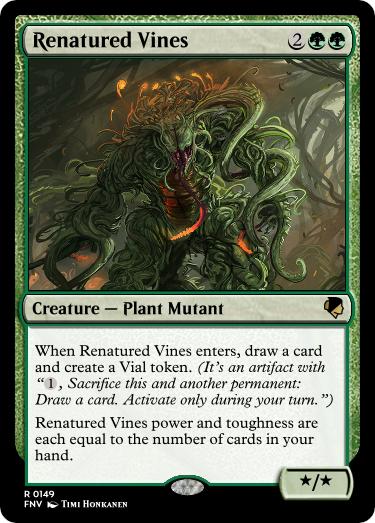 Renatured Vines 2
Creature — Plant Mutant
When Renatured Vines enters, draw a card
and create a Vial token. (It's an artifact with
“1, Sacrifice this and another permanent:
Draw a card. Activate only during your turn.”)
Renatured Vines power and toughness are
each equal to the number of cards in your
hand.
★/★
R 0149
FNV Timi Honkanen